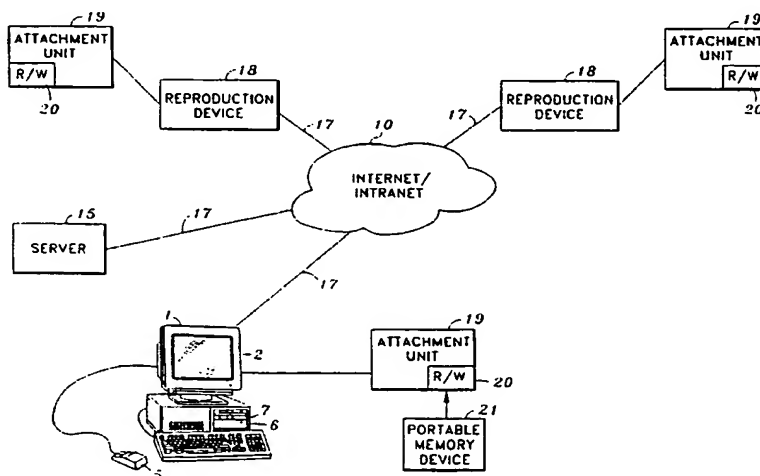 19
19
ATTACHMENT
UNIT
R/W
20
18
REPRODUCTION
DEVICE
17
10
INTERNET/
INTRANET
17
18
REPRODUCTION
DEVICE
ATTACHMENT
UNIT
R/W
20
15
SERVER
17
17
1
2
7
6
19
ATTACHMENT
UNIT
R/W
20
21
PORTABLE
MEMORY
DEVICE